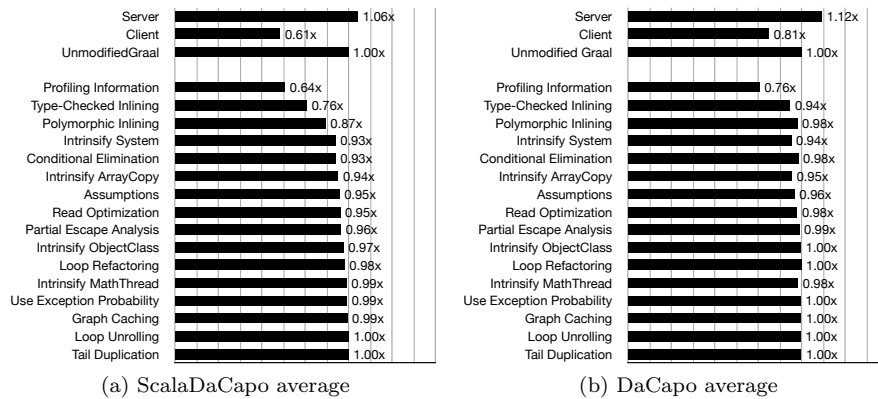 Server 1.06x
Client 0.61x
UnmodifiedGraal 1.00x
Profiling Information 0.64x
Type-Checked Inlining 0.76x
Polymorphic Inlining 0.87x
Intrinsify System 0.93x
Conditional Elimination 0.93x
Intrinsify ArrayCopy 0.94x
Assumptions 0.95x
Read Optimization 0.95x
Partial Escape Analysis 0.96x
Intrinsify ObjectClass 0.97x
Loop Refactoring 0.98x
Intrinsify MathThread 0.99x
Use Exception Probability 0.99x
Graph Caching 0.99x
Loop Unrolling 1.00x
Tail Duplication 1.00x
(a) ScalaDaCapo average
Server 1.12x
Client 0.81x
Unmodified Graal 1.00x
Profiling Information 0.76x
Type-Checked Inlining 0.94x
Polymorphic Inlining 0.98x
Intrinsify System 0.94x
Conditional Elimination 0.98x
Intrinsify ArrayCopy 0.95x
Assumptions 0.96x
Read Optimization 0.98x
Partial Escape Analysis 0.99x
Intrinsify ObjectClass 1.00x
Loop Refactoring 1.00x
Intrinsify MathThread 0.98x
Use Exception Probability 1.00x
Graph Caching 1.00x
Loop Unrolling 1.00x
Tail Duplication 1.00x
(b) DaCapo average